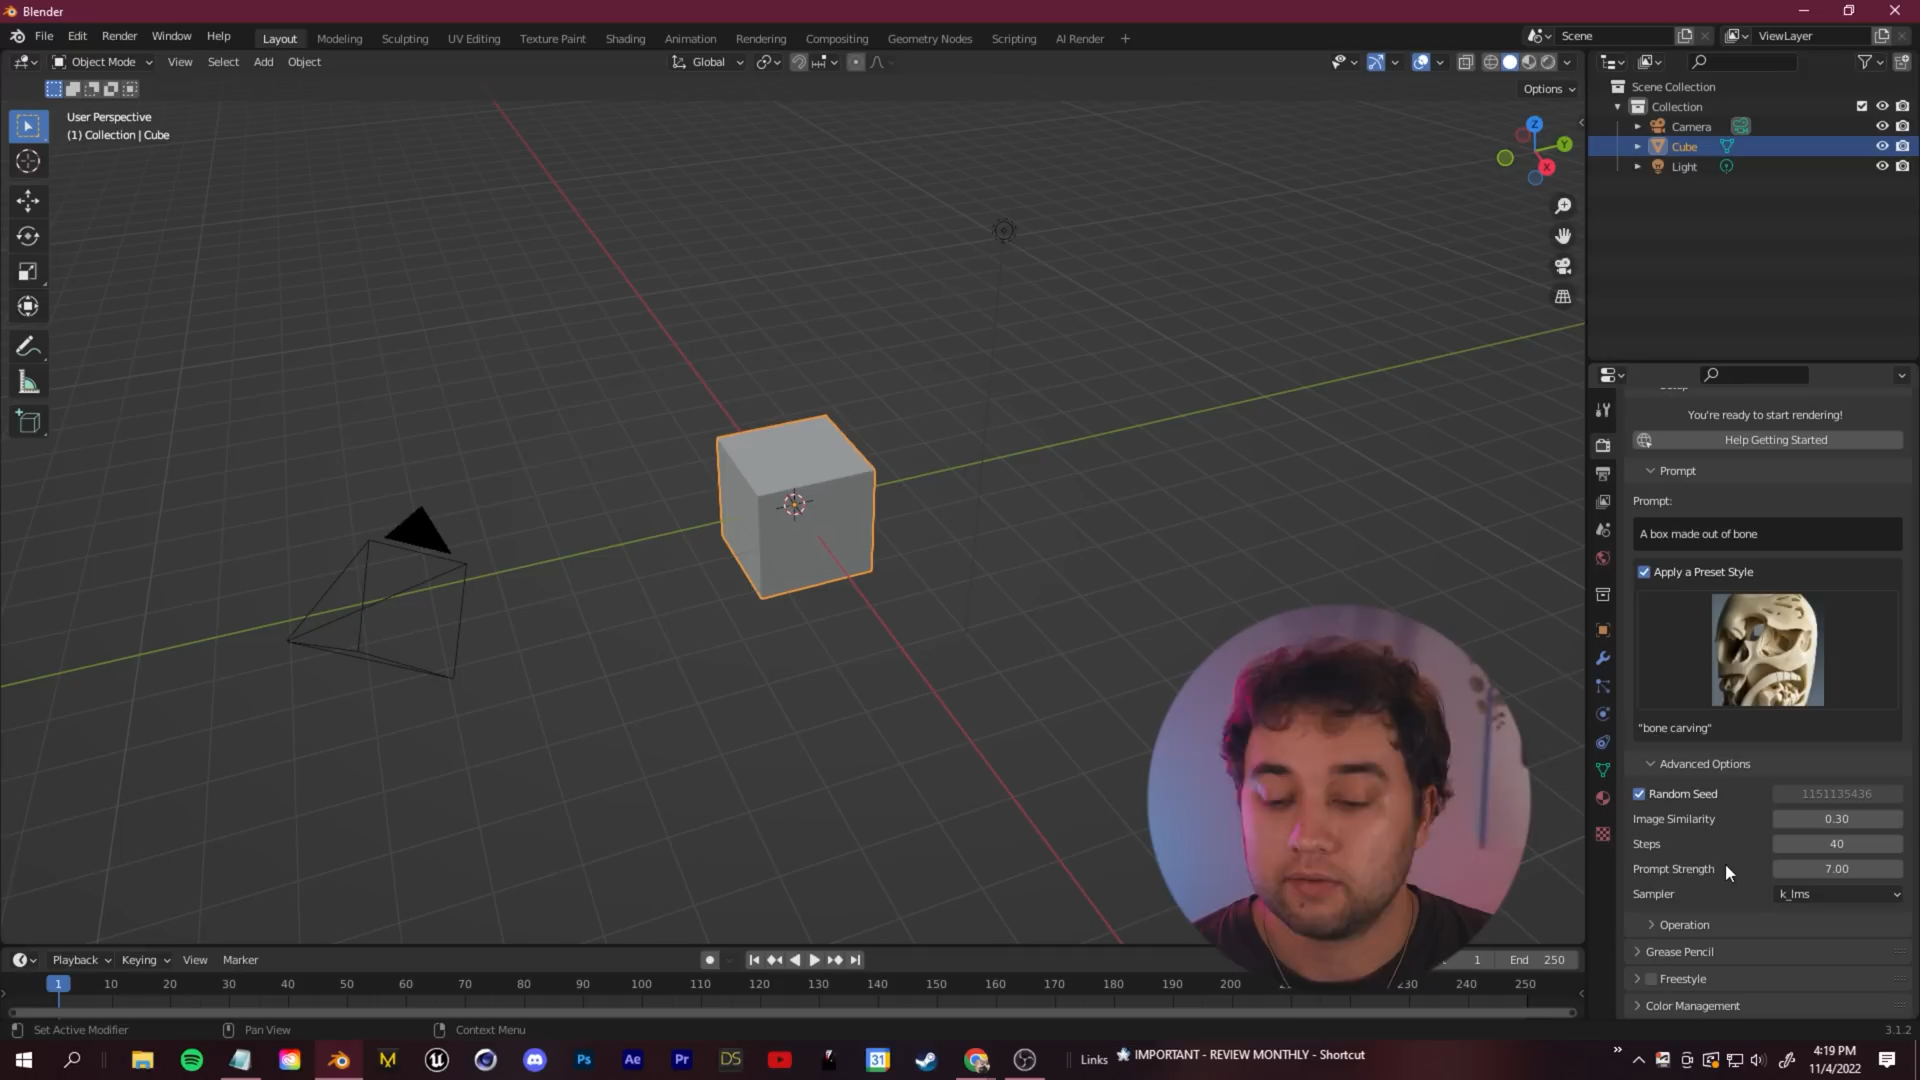 Blender
File Edit Render Window Help Layout Modeling Sculpting UV Editing Texture Paint Shading Animation Rendering Compositing Geometry Nodes Scripting AI Render + Scene ViewLayer
Object Mode View Select Add Object Global
Options
User Perspective
(1) Collection | Cube
Z
Y
X
Scene Collection
Collection
Camera
Cube
Light
You're ready to start rendering!
Help Getting Started
Prompt
Prompt:
A box made out of bone
Apply a Preset Style
"bone carving"
Advanced Options
Random Seed 1151135436
Image Similarity 0.30
Steps 40
Prompt Strength 7.00
Sampler k_lms
Operation
Grease Pencil
Freestyle
Color Management
Playback Keying View Marker 1 End 250
1 10 20 30 40 50 60 70 80 90 100 110 120 130 140 150 160 170 180 190 200 210 230 240 250
Set Active Modifier Pan View Context Menu 3.1.2
Ps Ae Pr DS 31 Links IMPORTANT - REVIEW MONTHLY - Shortcut
4:19 PM
11/4/2022